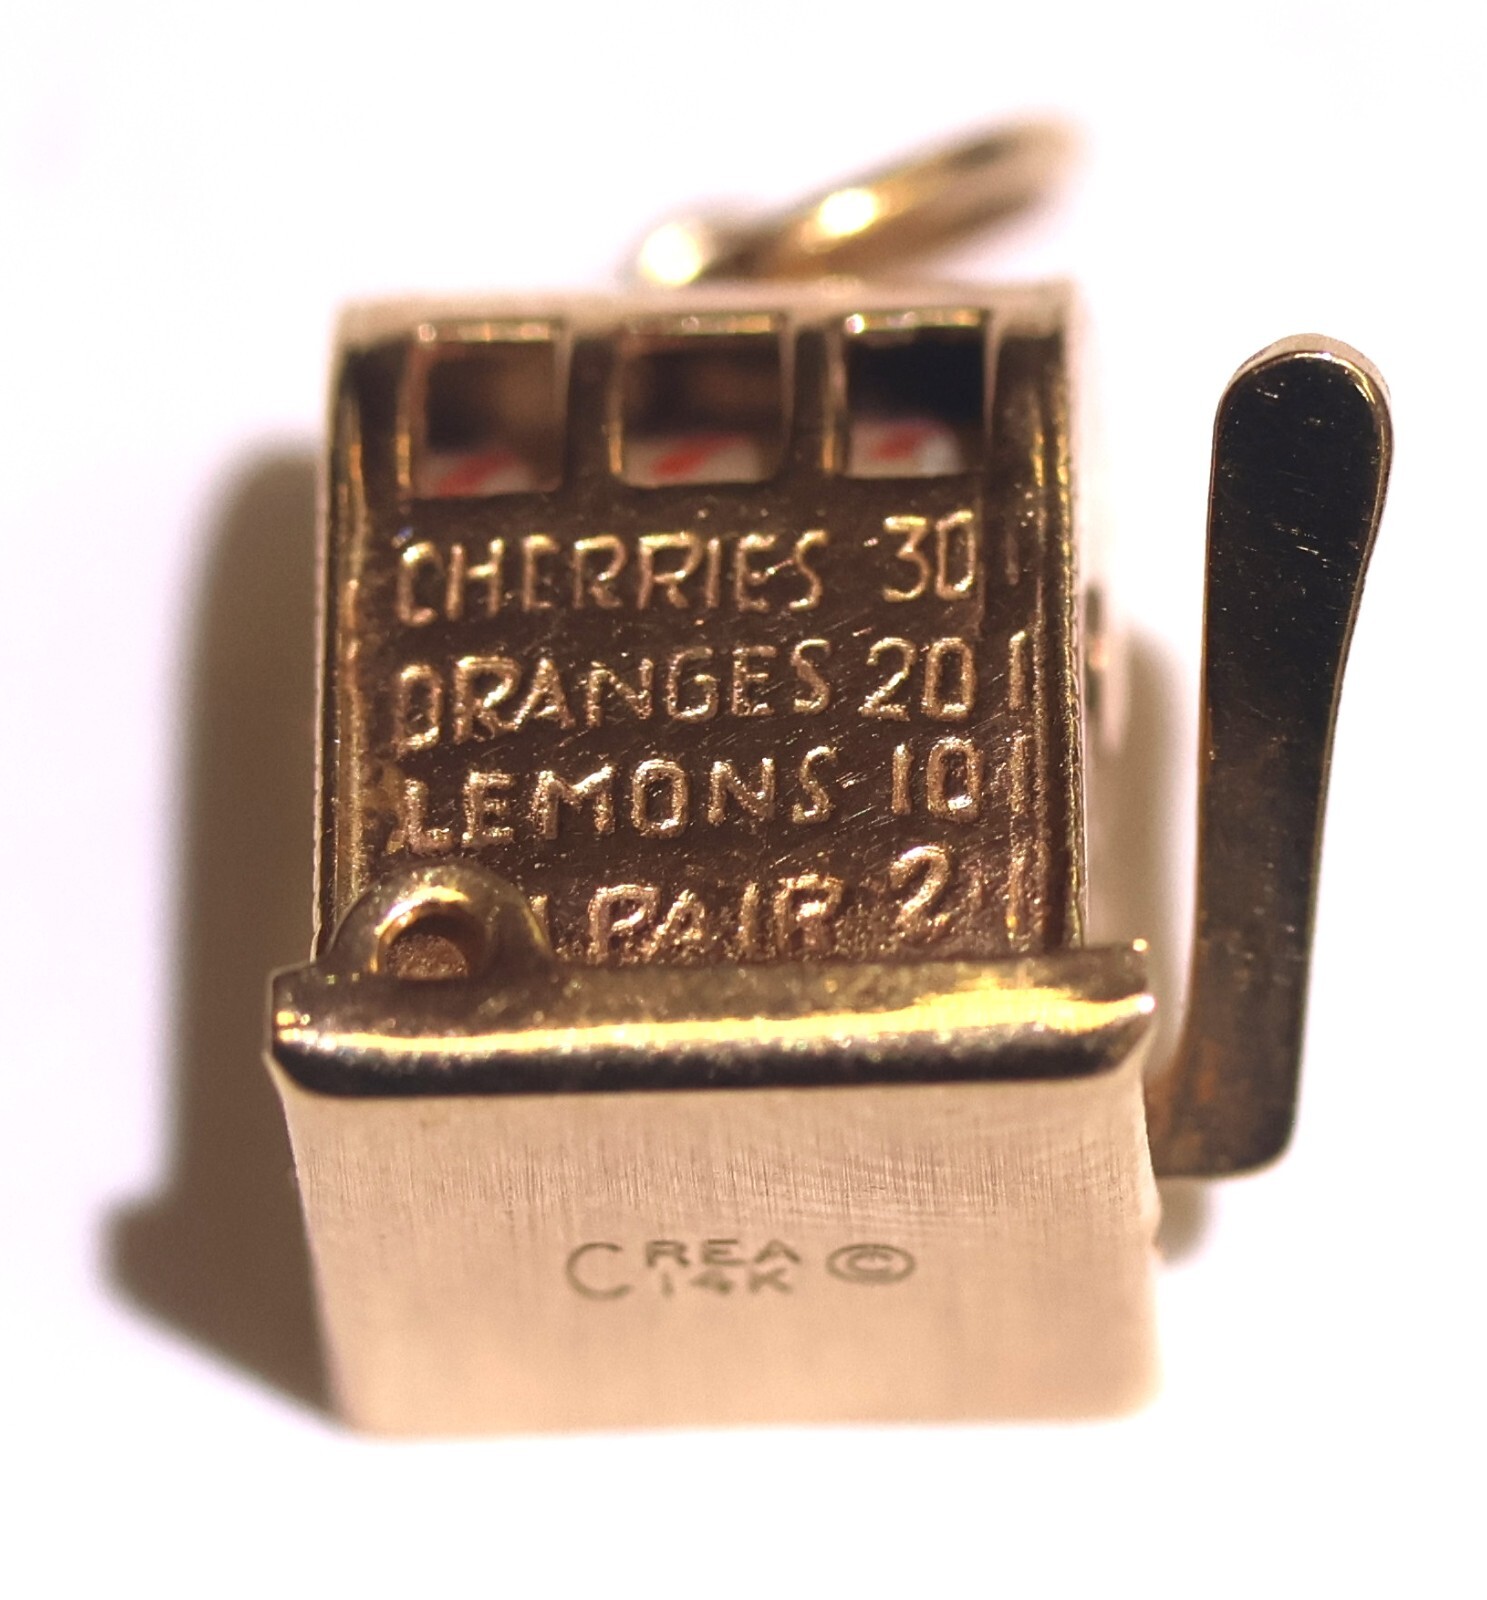 CHERRIES 30
ORANGES 20
LEMONS 10
PAIR 2
CREA ©
14K